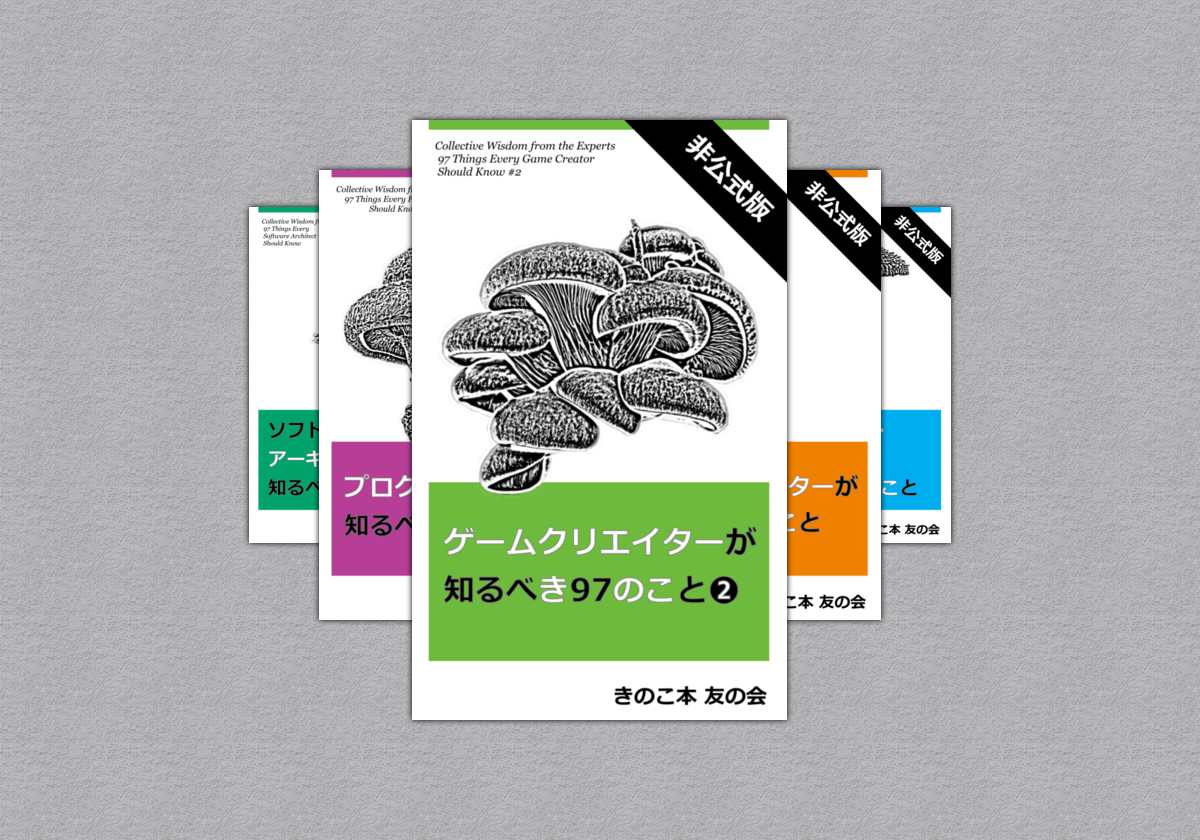 Collective Wisdom from the Experts
97 Things Every Game Creator
Should Know #2
非公式版
ゲームクリエイターが
知るべき97のこと❷
きのこ本 友の会
Collective Wisdom
97 Things Every
Should
プログ
知るべ
Collective Wisdom
97 Things Every
Software Architect
Should Know
ソフト
アーキ
知るべ
非公式版
ターが
こと
こ本 友の会
非公式版
こと
こ本 友の会